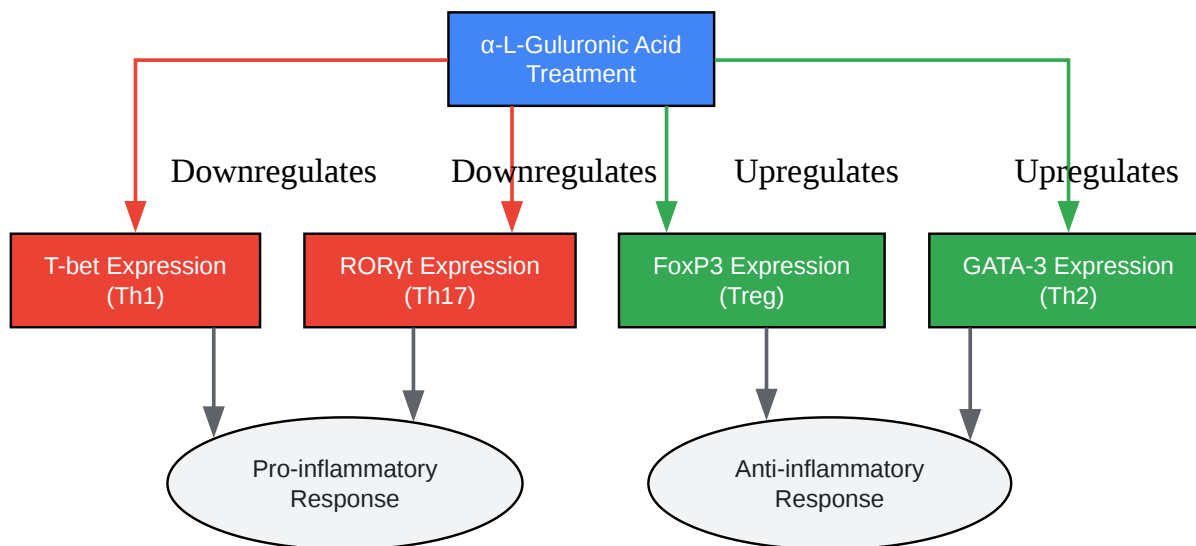 α-L-Guluronic Acid
Treatment
Downregulates
Downregulates
Upregulates
Upregulates
T-bet Expression
(Th1)
RORγt Expression
(Th17)
FoxP3 Expression
(Treg)
GATA-3 Expression
(Th2)
Pro-inflammatory
Response
Anti-inflammatory
Response